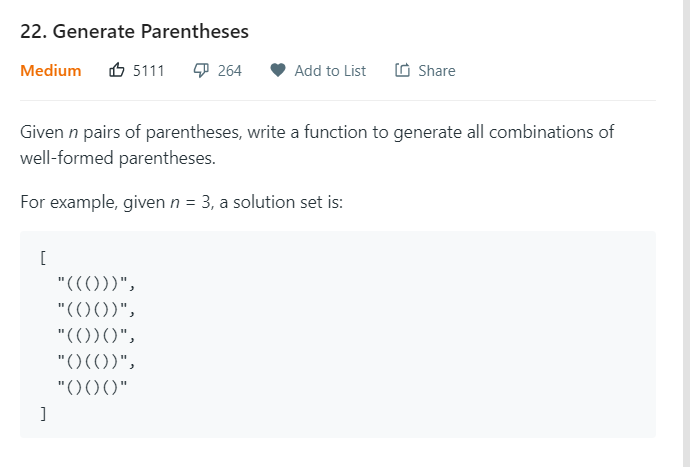 22. Generate Parentheses
Medium 5111 264 Add to List Share
Given n pairs of parentheses, write a function to generate all combinations of
well-formed parentheses.
For example, given n = 3, a solution set is:
[
"((()))",
"(()())",
"(())()",
"()(())",
"()()()"
]